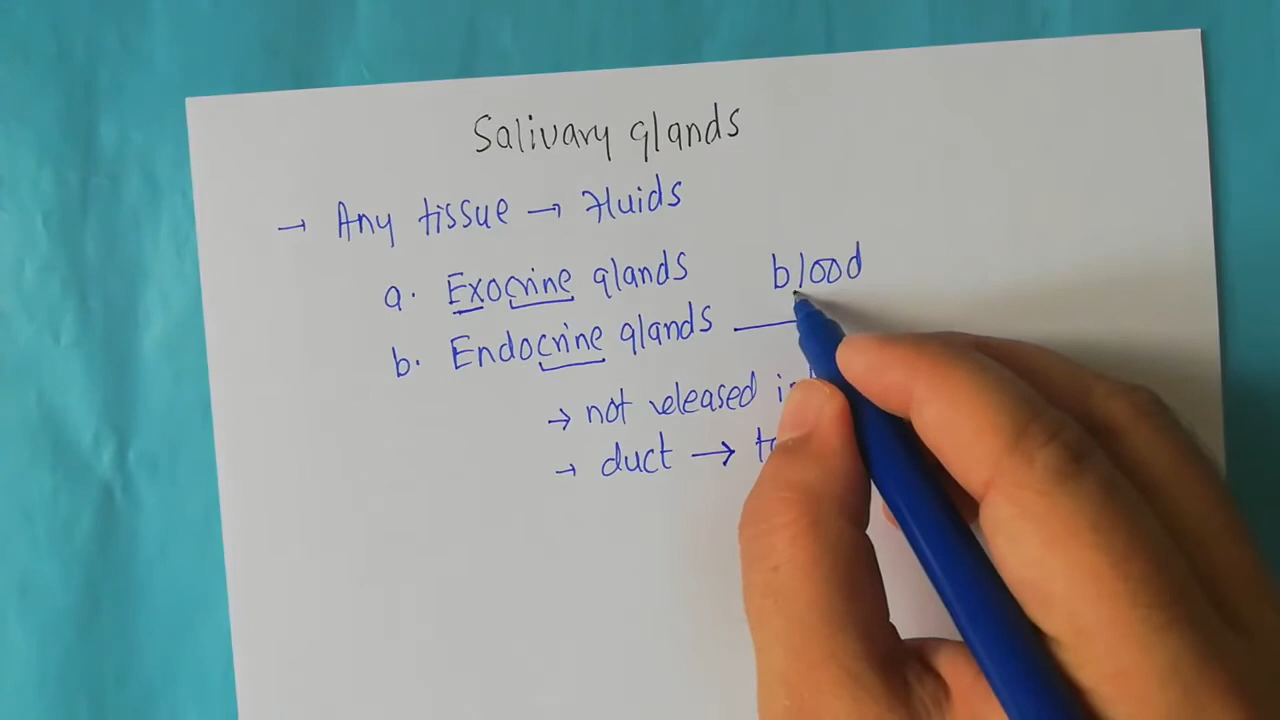 Salivary glands
→ Any tissue → Fluids
a. Exocrine glands
blood
b. Endocrine glands
→ not released
→ duct →